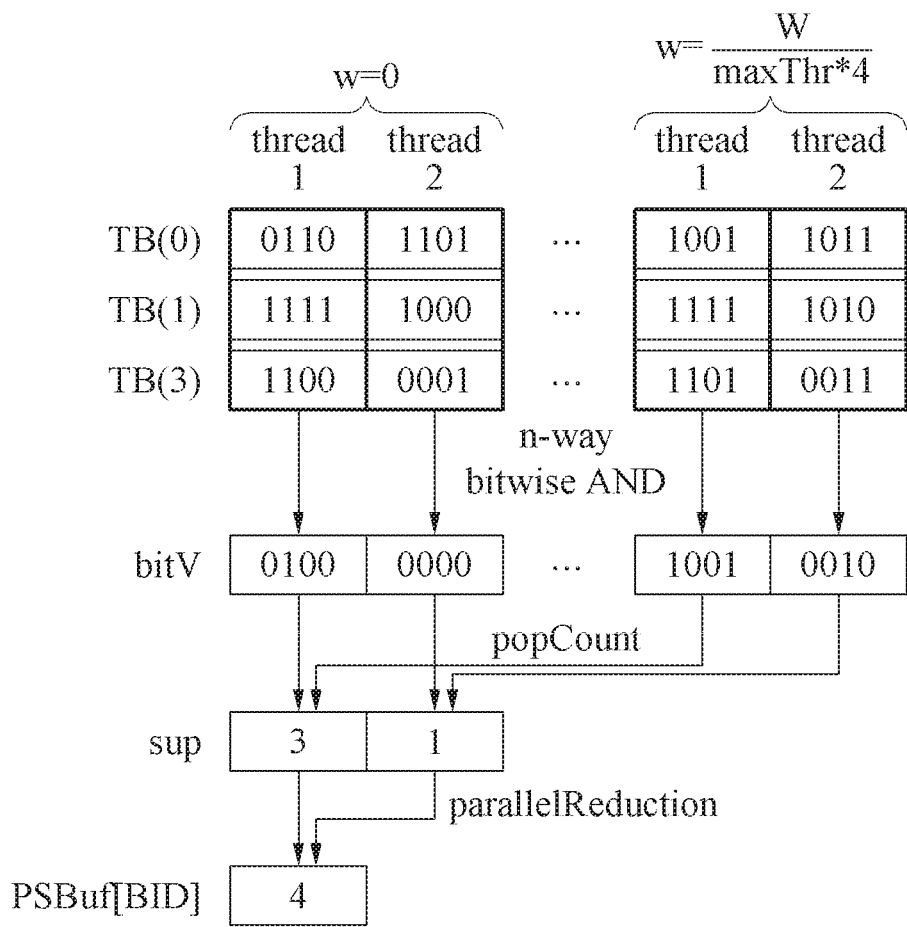 w=0
w= W
maxThr*4
thread 1 thread 2 thread 1 thread 2
TB(0) 0110 1101 ... 1001 1011
TB(1) 1111 1000 ... 1111 1010
TB(3) 1100 0001 ... 1101 0011
n-way
bitwise AND
bitV 0100 0000 ... 1001 0010
popCount
sup 3 1
parallelReduction
PSBuf[BID] 4